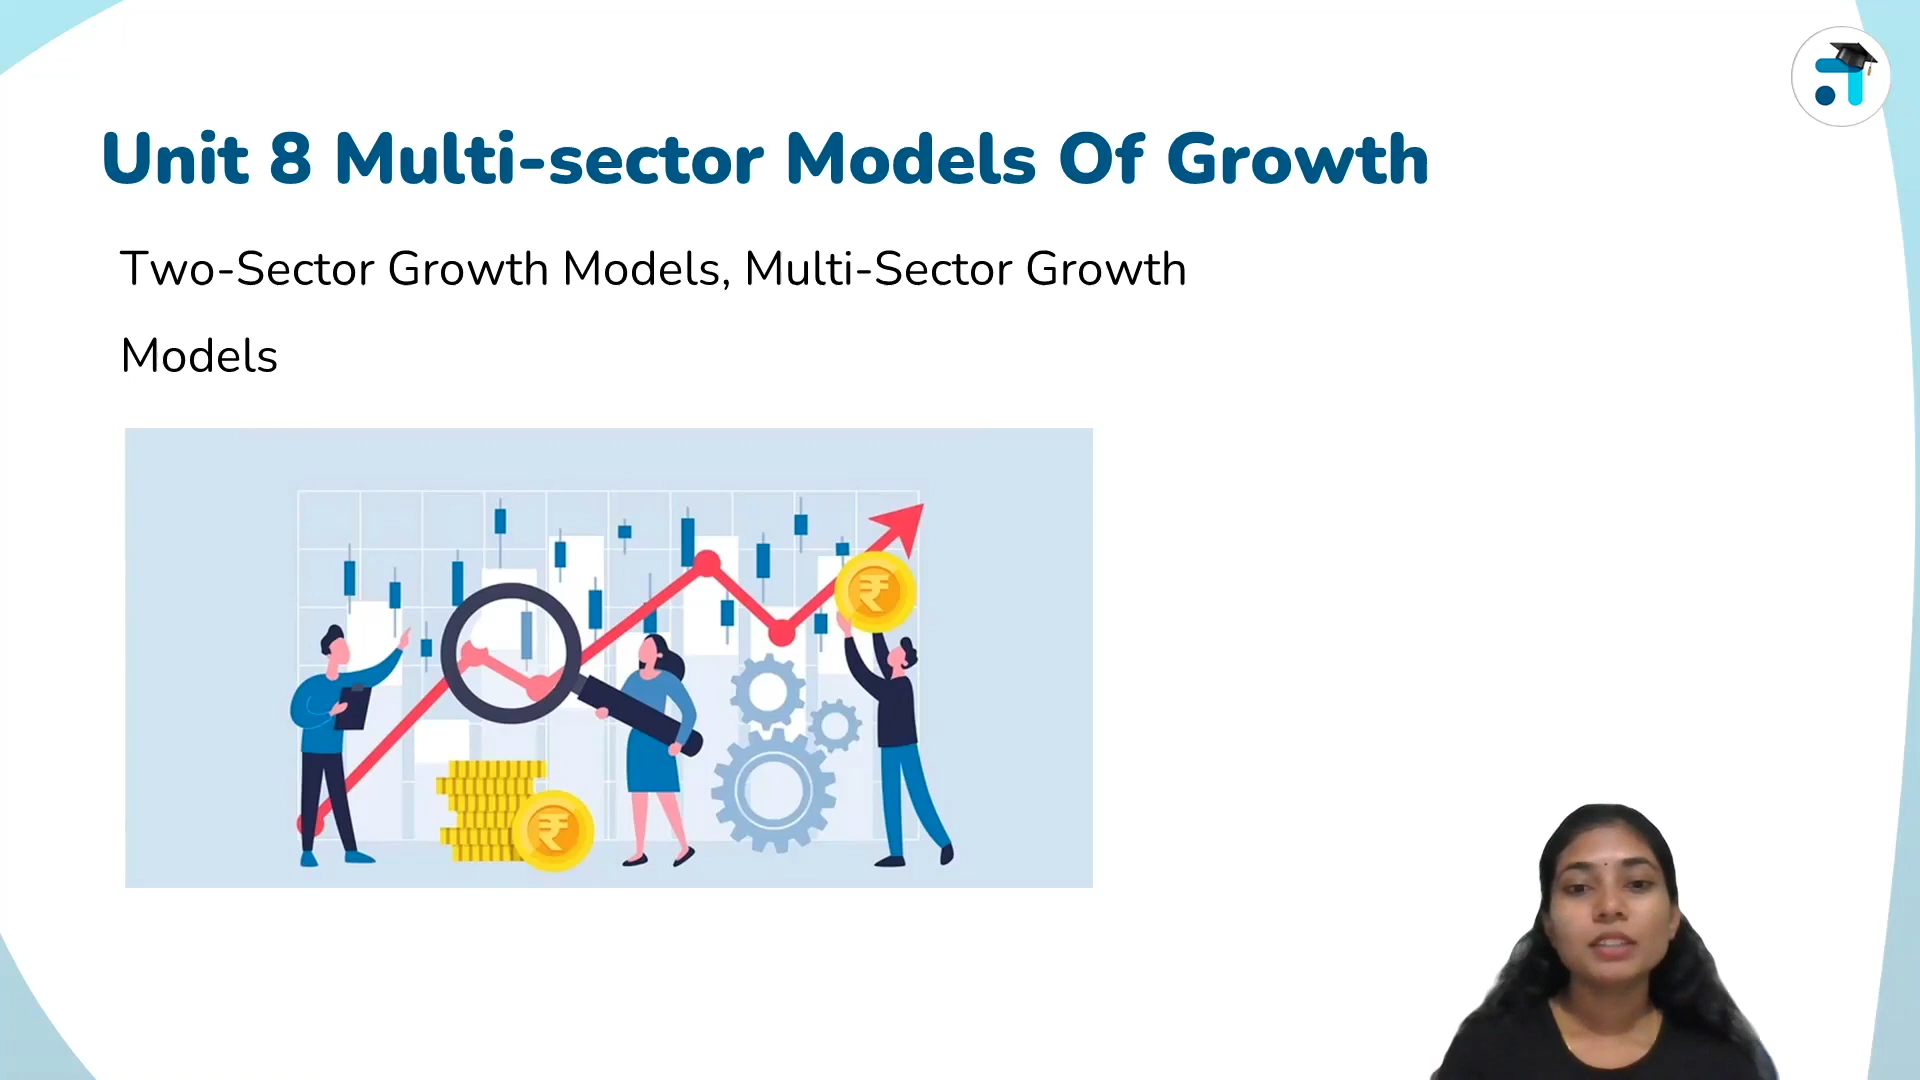 Unit 8 Multi-sector Models Of Growth
Two-Sector Growth Models, Multi-Sector Growth
Models
₹
₹